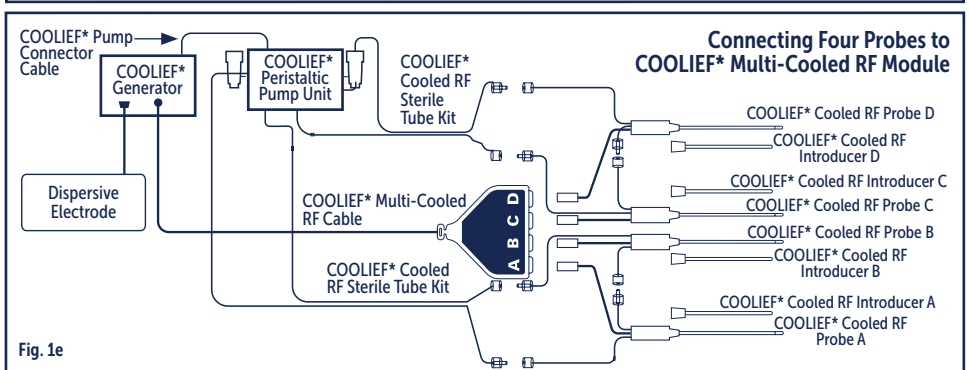 Connecting Four Probes to
COOLIEF* Multi-Cooled RF Module
COOLIEF* Pump
Connector
Cable
COOLIEF*
Generator
COOLIEF*
Peristaltic
Pump Unit
COOLIEF*
Cooled RF
Sterile
Tube Kit
Dispersive
Electrode
COOLIEF* Multi-Cooled
RF Cable
A B C D
COOLIEF* Cooled
RF Sterile Tube Kit
COOLIEF* Cooled RF Probe D
COOLIEF* Cooled RF
Introducer D
COOLIEF* Cooled RF Introducer C
COOLIEF* Cooled RF Probe C
COOLIEF* Cooled RF Probe B
COOLIEF* Cooled RF
Introducer B
COOLIEF* Cooled RF Introducer A
COOLIEF* Cooled RF
Probe A
Fig. 1e